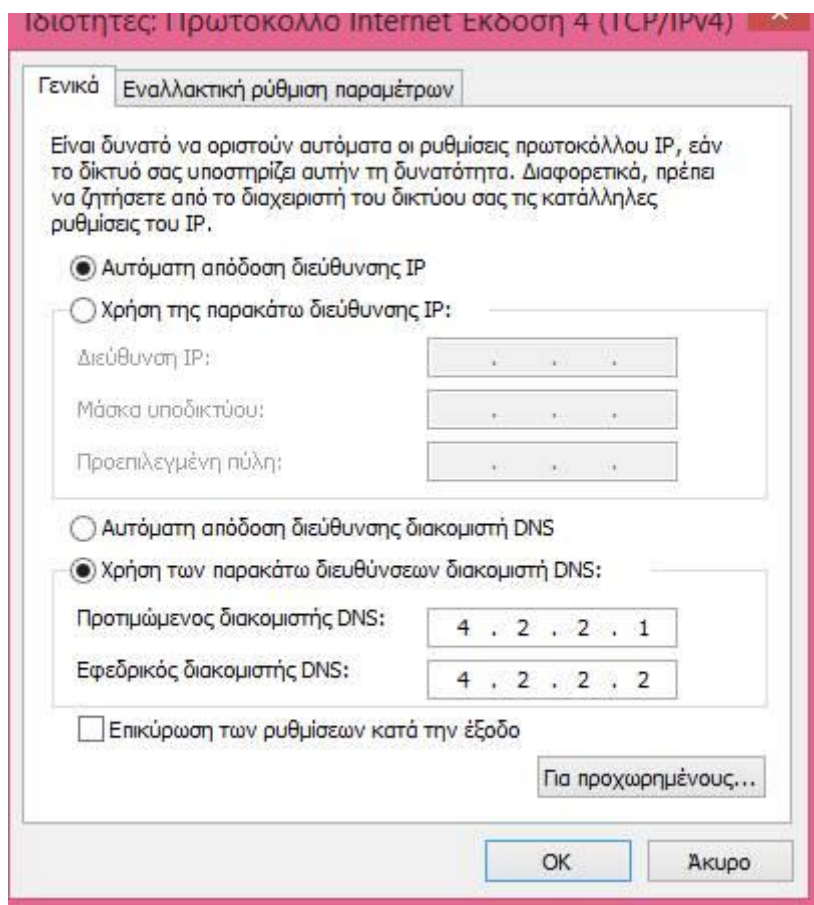 Ιδιότητες: Πρωτόκολλο Internet Έκδοση 4 (TCP/IPv4)
Γενικά
Εναλλακτική ρύθμιση παραμέτρων
Είναι δυνατό να οριστούν αυτόματα οι ρυθμίσεις πρωτοκόλλου IP, εάν
το δίκτυό σας υποστηρίζει αυτήν τη δυνατότητα. Διαφορετικά, πρέπει
να ζητήσετε από το διαχειριστή του δικτύου σας τις κατάλληλες
ρυθμίσεις του IP.
Αυτόματη απόδοση διεύθυνσης IP
Χρήση της παρακάτω διεύθυνσης IP:
Διεύθυνση IP:
. . .
Μάσκα υποδικτύου:
. . .
Προεπιλεγμένη πύλη:
. . .
Αυτόματη απόδοση διεύθυνσης διακομιστή DNS
Χρήση των παρακάτω διευθύνσεων διακομιστή DNS:
Προτιμώμενος διακομιστής DNS:
4 . 2 . 2 . 1
Εφεδρικός διακομιστής DNS:
4 . 2 . 2 . 2
Επικύρωση των ρυθμίσεων κατά την έξοδο
Για προχωρημένους...
OK
Άκυρο